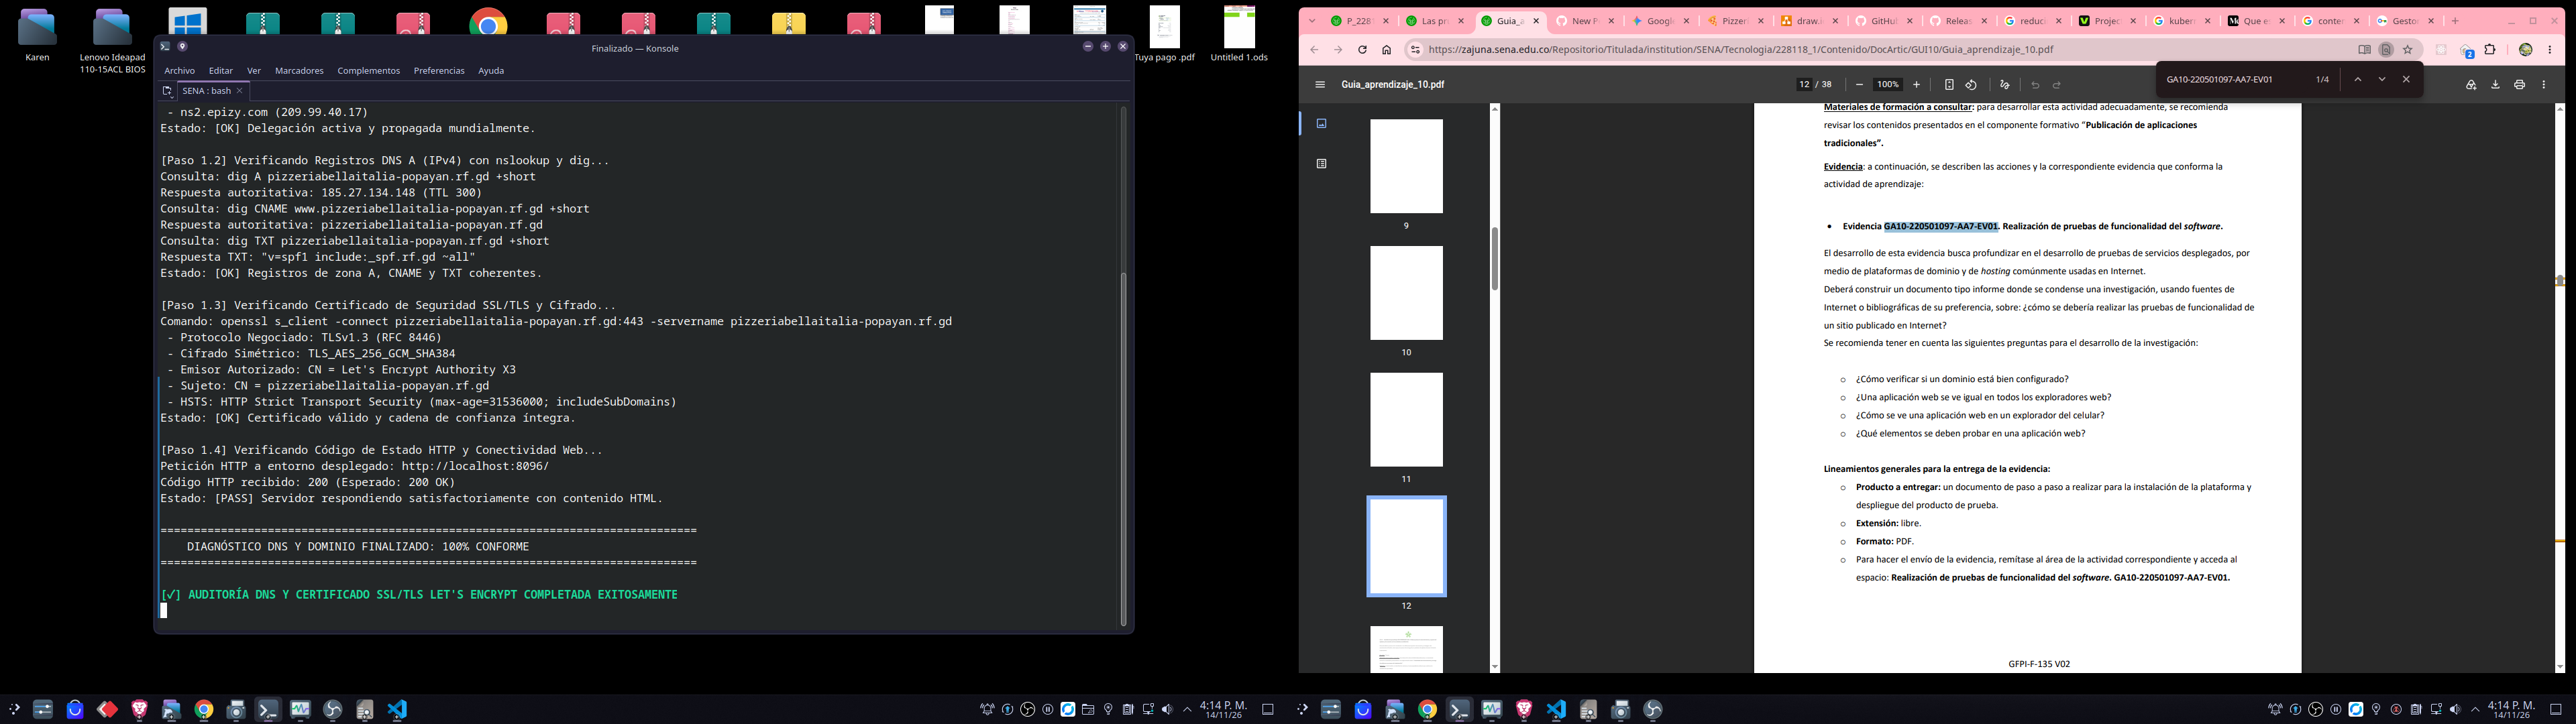 Karen
Lenovo Ideapad
110-15ACL BIOS
Tuya pago .pdf
Untitled 1.ods
Finalizado — Konsole
Archivo Editar Ver Marcadores Complementos Preferencias Ayuda
SENA : bash
- ns2.epizy.com (209.99.40.17)
Estado: [OK] Delegación activa y propagada mundialmente.
[Paso 1.2] Verificando Registros DNS A (IPv4) con nslookup y dig...
Consulta: dig A pizzeriabellaitalia-popayan.rf.gd +short
Respuesta autoritativa: 185.27.134.148 (TTL 300)
Consulta: dig CNAME www.pizzeriabellaitalia-popayan.rf.gd +short
Respuesta autoritativa: pizzeriabellaitalia-popayan.rf.gd
Consulta: dig TXT pizzeriabellaitalia-popayan.rf.gd +short
Respuesta TXT: "v=spf1 include:_spf.rf.gd ~all"
Estado: [OK] Registros de zona A, CNAME y TXT coherentes.
[Paso 1.3] Verificando Certificado de Seguridad SSL/TLS y Cifrado...
Comando: openssl s_client -connect pizzeriabellaitalia-popayan.rf.gd:443 -servername pizzeriabellaitalia-popayan.rf.gd
- Protocolo Negociado: TLSv1.3 (RFC 8446)
- Cifrado Simétrico: TLS_AES_256_GCM_SHA384
- Emisor Autorizado: CN = Let's Encrypt Authority X3
- Sujeto: CN = pizzeriabellaitalia-popayan.rf.gd
- HSTS: HTTP Strict Transport Security (max-age=31536000; includeSubDomains)
Estado: [OK] Certificado válido y cadena de confianza íntegra.
[Paso 1.4] Verificando Código de Estado HTTP y Conectividad Web...
Petición HTTP a entorno desplegado: http://localhost:8096/
Código HTTP recibido: 200 (Esperado: 200 OK)
Estado: [PASS] Servidor respondiendo satisfactoriamente con contenido HTML.
================================================================================
DIAGNÓSTICO DNS Y DOMINIO FINALIZADO: 100% CONFORME
================================================================================
[✓] AUDITORÍA DNS Y CERTIFICADO SSL/TLS LET'S ENCRYPT COMPLETADA EXITOSAMENTE
4:14 P. M.
14/11/26
P_2281 Las pr Guia_a New P Google Pizzeri draw.i GitHub Releas reduci Projec kuber Que e conte Gestor
https://zajuna.sena.edu.co/Repositorio/Titulada/institution/SENA/Tecnologia/228118_1/Contenido/DocArtic/GUI10/Guia_aprendizaje_10.pdf
2
Guia_aprendizaje_10.pdf
12 / 38
100%
GA10-220501097-AA7-EV01 1/4
9
10
11
12
Materiales de formación a consultar: para desarrollar esta actividad adecuadamente, se recomienda
revisar los contenidos presentados en el componente formativo “Publicación de aplicaciones
tradicionales”.
Evidencia: a continuación, se describen las acciones y la correspondiente evidencia que conforma la
actividad de aprendizaje:
• Evidencia GA10-220501097-AA7-EV01. Realización de pruebas de funcionalidad del software.
El desarrollo de esta evidencia busca profundizar en el desarrollo de pruebas de servicios desplegados, por
medio de plataformas de dominio y de hosting comúnmente usadas en Internet.
Deberá construir un documento tipo informe donde se condense una investigación, usando fuentes de
Internet o bibliográficas de su preferencia, sobre: ¿cómo se debería realizar las pruebas de funcionalidad de
un sitio publicado en Internet?
Se recomienda tener en cuenta las siguientes preguntas para el desarrollo de la investigación:
o ¿Cómo verificar si un dominio está bien configurado?
o ¿Una aplicación web se ve igual en todos los exploradores web?
o ¿Cómo se ve una aplicación web en un explorador del celular?
o ¿Qué elementos se deben probar en una aplicación web?
Lineamientos generales para la entrega de la evidencia:
o Producto a entregar: un documento de paso a paso a realizar para la instalación de la plataforma y
despliegue del producto de prueba.
o Extensión: libre.
o Formato: PDF.
o Para hacer el envío de la evidencia, remítase al área de la actividad correspondiente y acceda al
espacio: Realización de pruebas de funcionalidad del software. GA10-220501097-AA7-EV01.
GFPI-F-135 V02
4:14 P. M.
14/11/26